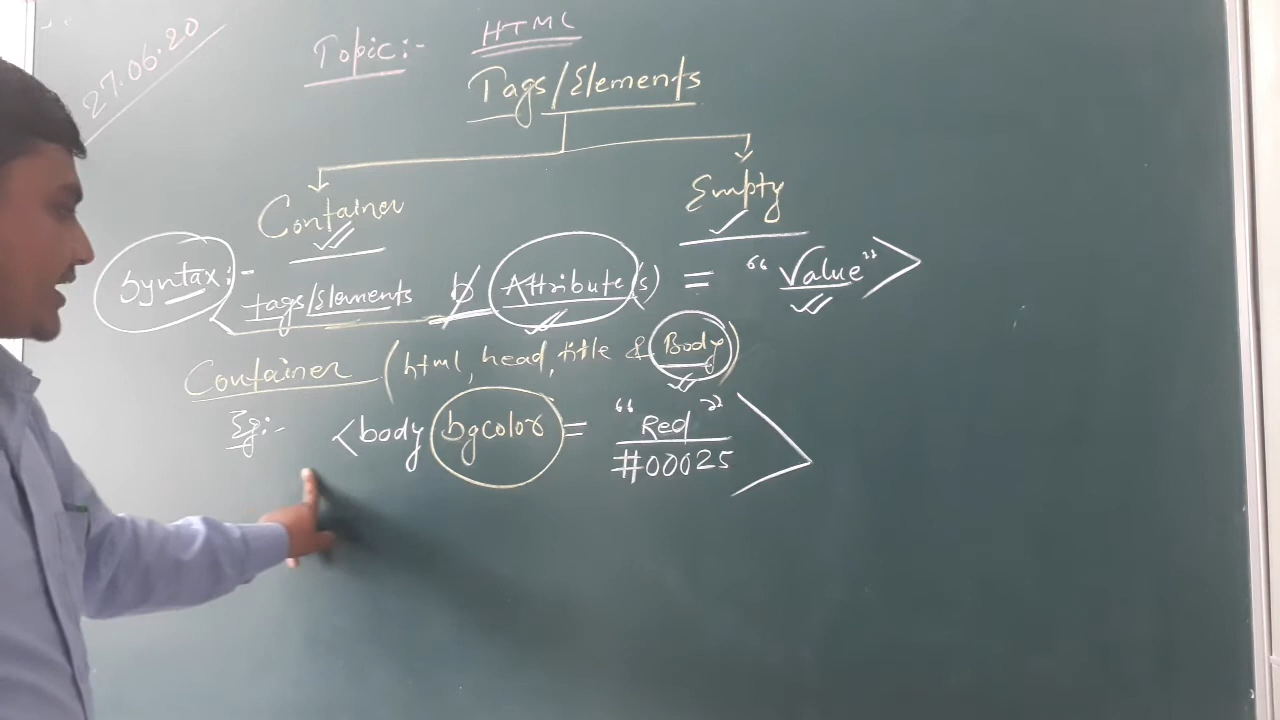 27.06.20
Topic:- HTML
Tags/Elements
Container Empty
Syntax:- tags/Elements b Attribute(s) = "Value">
Container (html, head, title & Body)
Eg:- <body bgcolor = "Red">
#00025